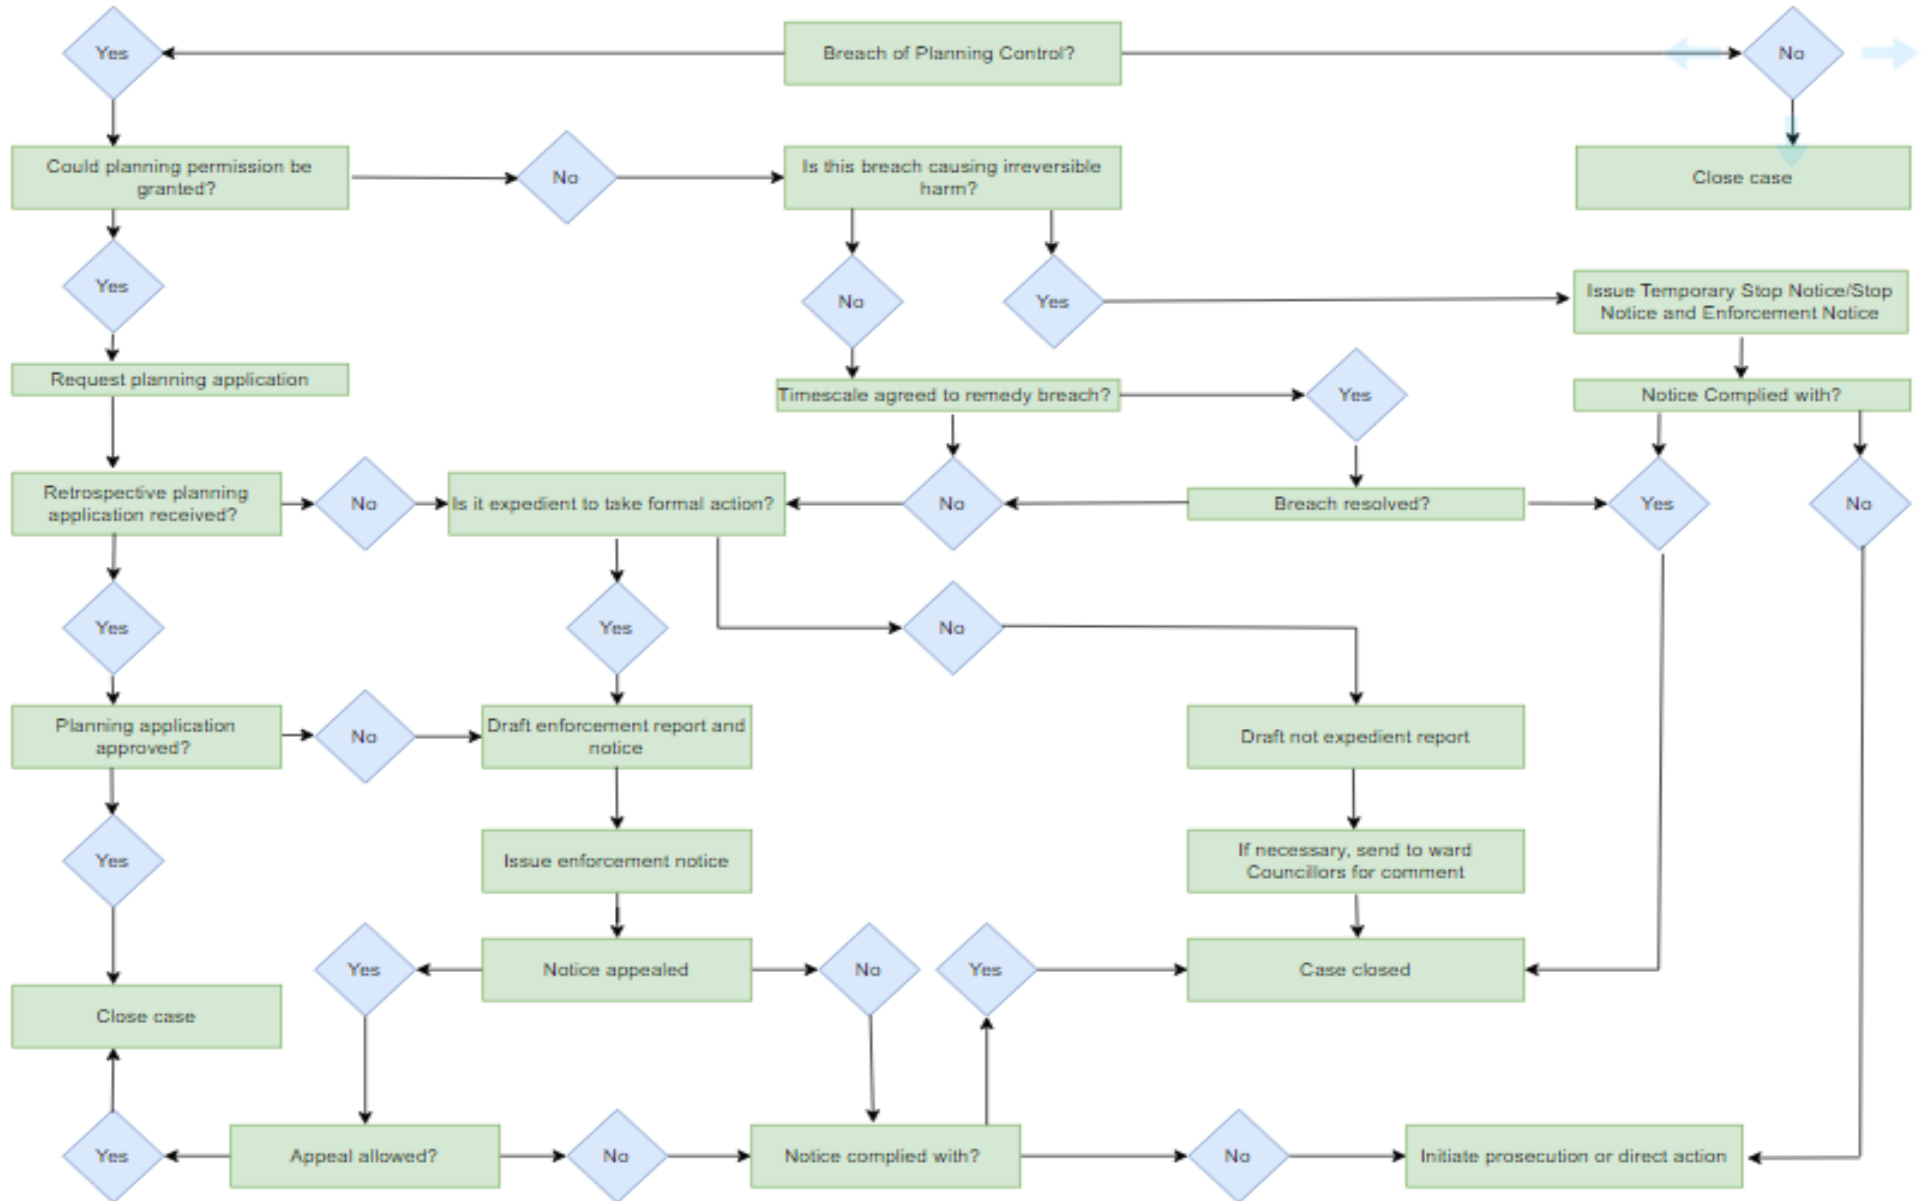 Yes
Breach of Planning Control?
No
Could planning permission be
granted?
No
Is this breach causing irreversible
harm?
Close case
Yes
No
Yes
Issue Temporary Stop Notice/Stop
Notice and Enforcement Notice
Request planning application
Timescale agreed to remedy breach?
Yes
Notice Complied with?
Retrospective planning
application received?
No
Is it expedient to take formal action?
No
Breach resolved?
Yes
No
Yes
Yes
No
Planning application
approved?
No
Draft enforcement report and
notice
Draft not expedient report
Yes
Issue enforcement notice
If necessary, send to ward
Councillors for comment
Yes
Notice appealed
No
Yes
Case closed
Close case
Yes
Appeal allowed?
No
Notice complied with?
No
Initiate prosecution or direct action